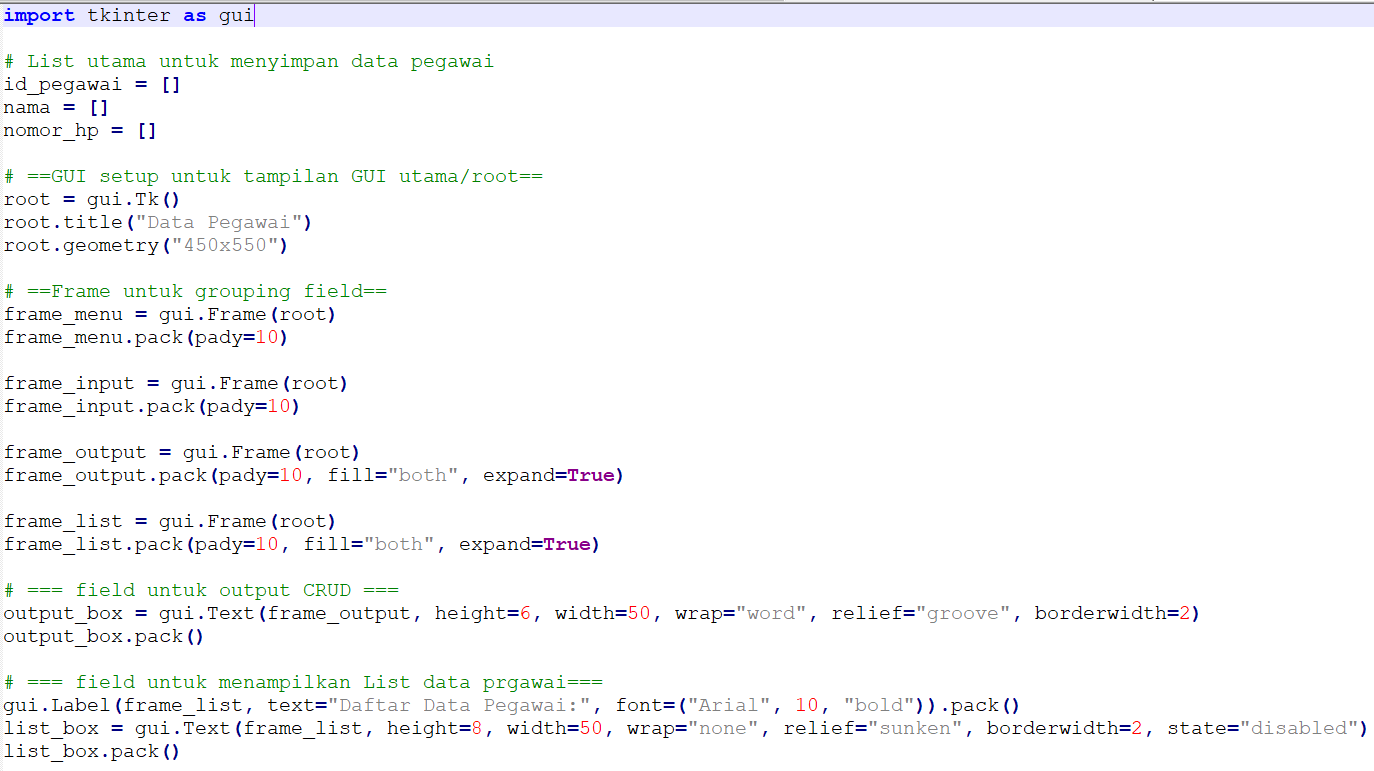 import tkinter as gui
# List utama untuk menyimpan data pegawai
id_pegawai = []
nama = []
nomor_hp = []
# ==GUI setup untuk tampilan GUI utama/root==
root = gui.Tk()
root.title("Data Pegawai")
root.geometry("450x550")
# ==Frame untuk grouping field==
frame_menu = gui.Frame(root)
frame_menu.pack(pady=10)
frame_input = gui.Frame(root)
frame_input.pack(pady=10)
frame_output = gui.Frame(root)
frame_output.pack(pady=10, fill="both", expand=True)
frame_list = gui.Frame(root)
frame_list.pack(pady=10, fill="both", expand=True)
# === field untuk output CRUD ===
output_box = gui.Text(frame_output, height=6, width=50, wrap="word", relief="groove", borderwidth=2)
output_box.pack()
# === field untuk menampilkan List data prgawai===
gui.Label(frame_list, text="Daftar Data Pegawai:", font=("Arial", 10, "bold")).pack()
list_box = gui.Text(frame_list, height=8, width=50, wrap="none", relief="sunken", borderwidth=2, state="disabled")
list_box.pack()